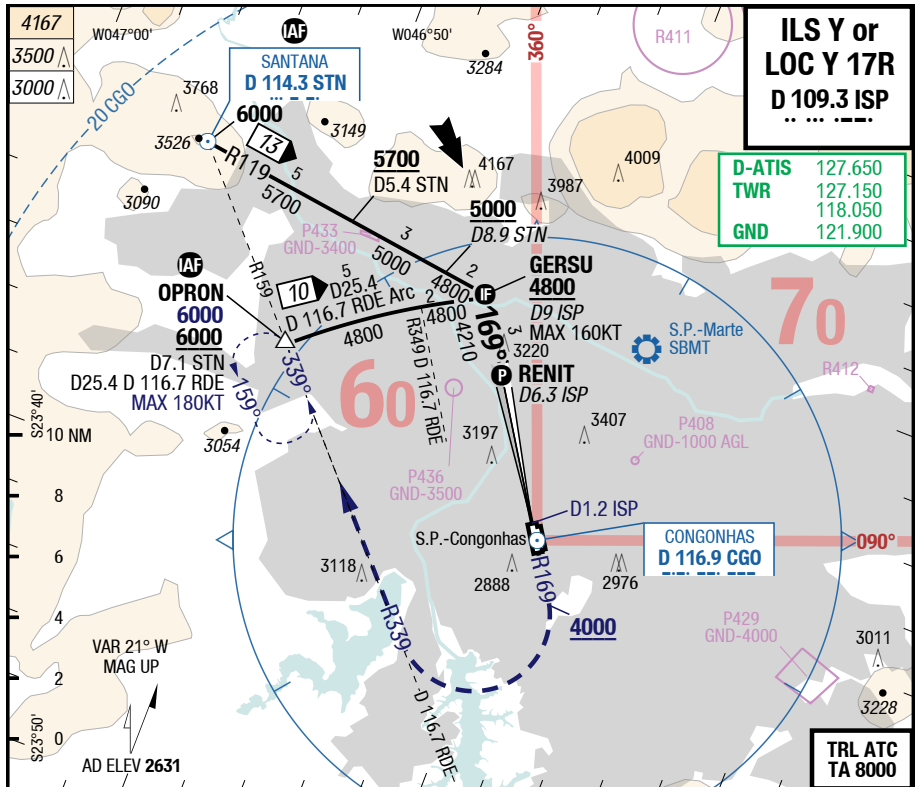 4167
3500
3000
W047°00'
W046°50'
ILS Y or
LOC Y 17R
D 109.3 ISP
D-ATIS 127.650
TWR 127.150
118.050
GND 121.900
IAF
SANTANA
D 114.3 STN
6000
20 CGO
3768
3526
3149
3284
360°
R411
3090
13
R119
5
5700
5700
D5.4 STN
4167
3987
4009
P433
GND-3400
3
5000
5000
D8.9 STN
2
4800
IAF
OPRON
6000
6000
D7.1 STN
D25.4 D 116.7 RDE
MAX 180KT
R159
10
5
D25.4
D 116.7 RDE Arc
4800
2
4800
IF
GERSU
4800
D9 ISP
MAX 160KT
169°
3
4210
3220
P
RENIT
D6.3 ISP
R349 D 116.7 RDE
339°
159°
60
70
S.P.-Marte
SBMT
R412
S23°40'
10 NM
8
6
4
2
0
S23°50'
3054
3197
3407
P408
GND-1000 AGL
P436
GND-3500
D1.2 ISP
S.P.-Congonhas
CONGONHAS
D 116.9 CGO
090°
3118
2888
2976
R169
4000
R339
D 116.7 RDE
P429
GND-4000
3011
3228
VAR 21° W
MAG UP
AD ELEV 2631
TRL ATC
TA 8000